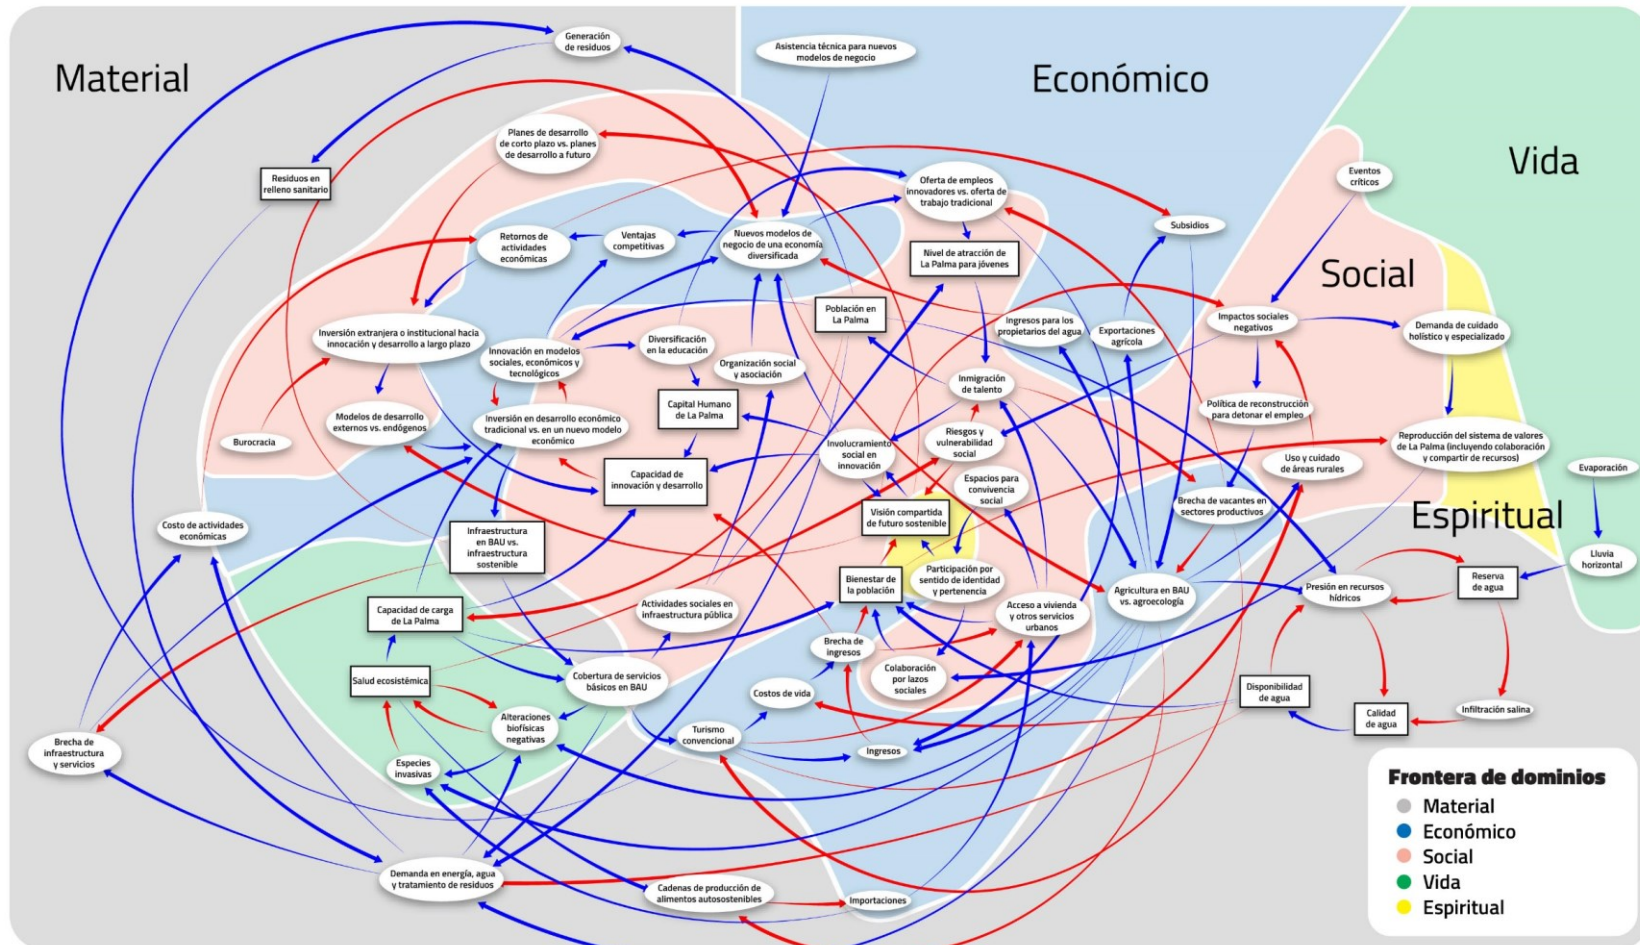 Material
Económico
Vida
Social
Espiritual
Generación
de residuos
Asistencia técnica para nuevos
modelos de negocio
Planes de desarrollo
de corto plazo vs. planes
de desarrollo a futuro
Residuos en
relleno sanitario
Oferta de empleos
innovadores vs. oferta de
trabajo tradicional
Eventos
críticos
Retornos de
actividades
económicas
Ventajas
competitivas
Nuevos modelos de
negocio de una economía
diversificada
Subsidios
Nivel de atracción de
La Palma para jóvenes
Población en
La Palma
Ingresos para los
propietarios del agua
Exportaciones
agrícola
Impactos sociales
negativos
Demanda de cuidado
holístico y especializado
Inversión extranjera o institucional hacia
innocación y desarrollo a largo plazo
Innovación en modelos
sociales, económicos y
tecnológicos
Diversificación
en la educación
Organización social
y asociación
Inmigración
de talento
Capital Humano
de La Palma
Política de reconstrucción
para detonar el empleo
Burocracia
Modelos de desarrollo
externos vs. endógenos
Inversión en desarrollo económico
tradicional vs. en un nuevo modelo
económico
Involucramiento
social en
innovación
Riesgos y
vulnerabilidad
social
Reproducción del sistema de valores
de La Palma (incluyendo colaboración
y compartir de recursos)
Capacidad de
innovación y desarrollo
Espacios para
convivencia
social
Uso y cuidado
de áreas rurales
Evaporación
Brecha de vacantes en
sectores productivos
Visión compartida
de futuro sostenible
Costo de actividades
económicas
Infraestructura
en BAU vs.
infraestructura
sostenible
Lluvia
horizontal
Bienestar de
la población
Participación por
sentido de identidad
y pertenencia
Agricultura en BAU
vs. agroecología
Presión en recursos
hídricos
Reserva
de agua
Capacidad de carga
de La Palma
Actividades sociales en
infraestructura pública
Acceso a vivienda
y otros servicios
urbanos
Brecha de
ingresos
Salud ecosistémica
Cobertura de servicios
básicos en BAU
Colaboración
por lazos
sociales
Costos de vida
Disponibilidad
de agua
Calidad
de agua
Infiltración salina
Alteraciones
biofísicas
negativas
Turismo
convencional
Ingresos
Brecha de
infraestructura
y servicios
Especies
invasivas
Demanda en energía, agua
y tratamiento de residuos
Cadenas de producción de
alimentos autosostenibles
Importaciones
Frontera de dominios
Material
Económico
Social
Vida
Espiritual